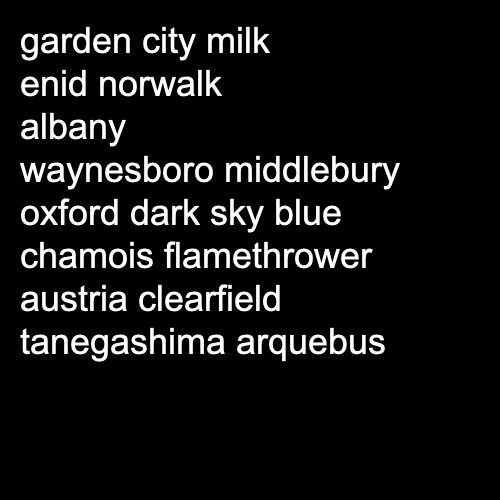 garden city milk
enid norwalk
albany
waynesboro middlebury
oxford dark sky blue
chamois flamethrower
austria clearfield
tanegashima arquebus